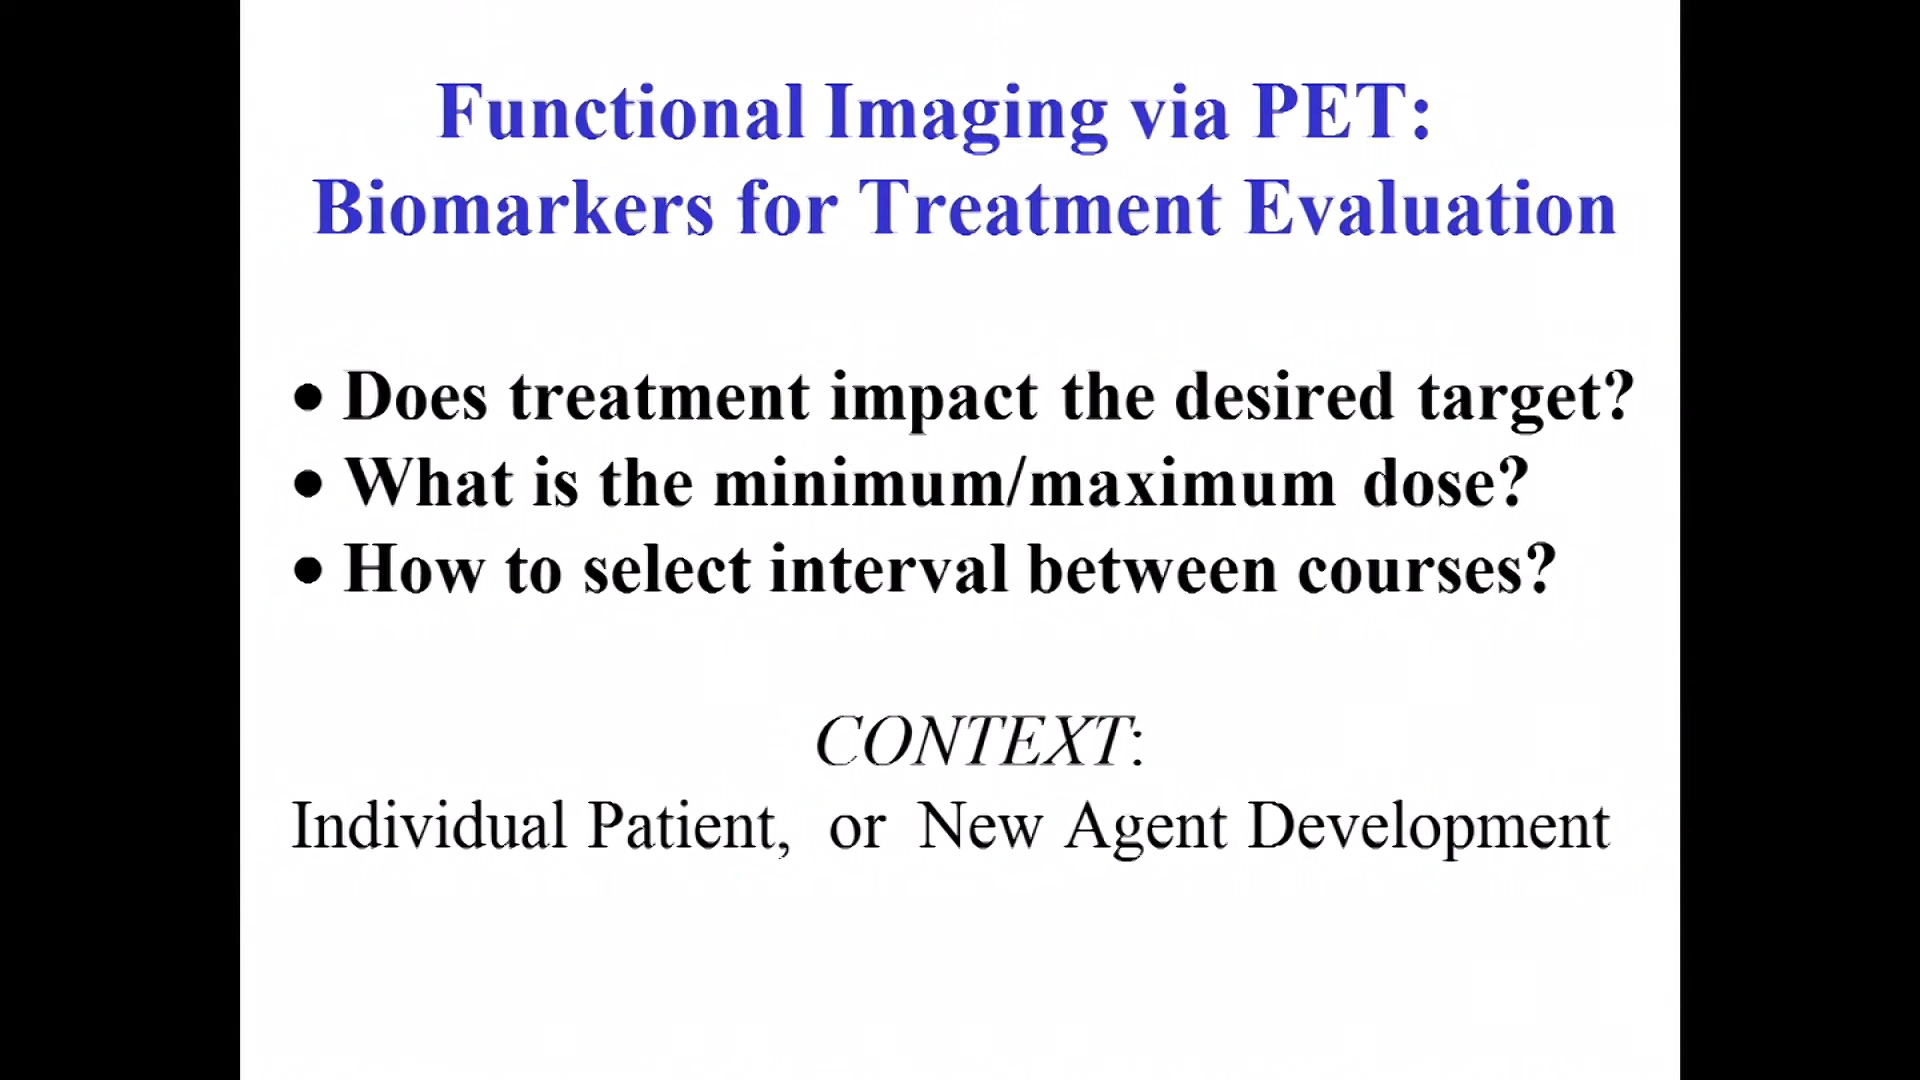 Functional Imaging via PET:
Biomarkers for Treatment Evaluation
• Does treatment impact the desired target?
• What is the minimum/maximum dose?
• How to select interval between courses?
CONTEXT:
Individual Patient, or New Agent Development